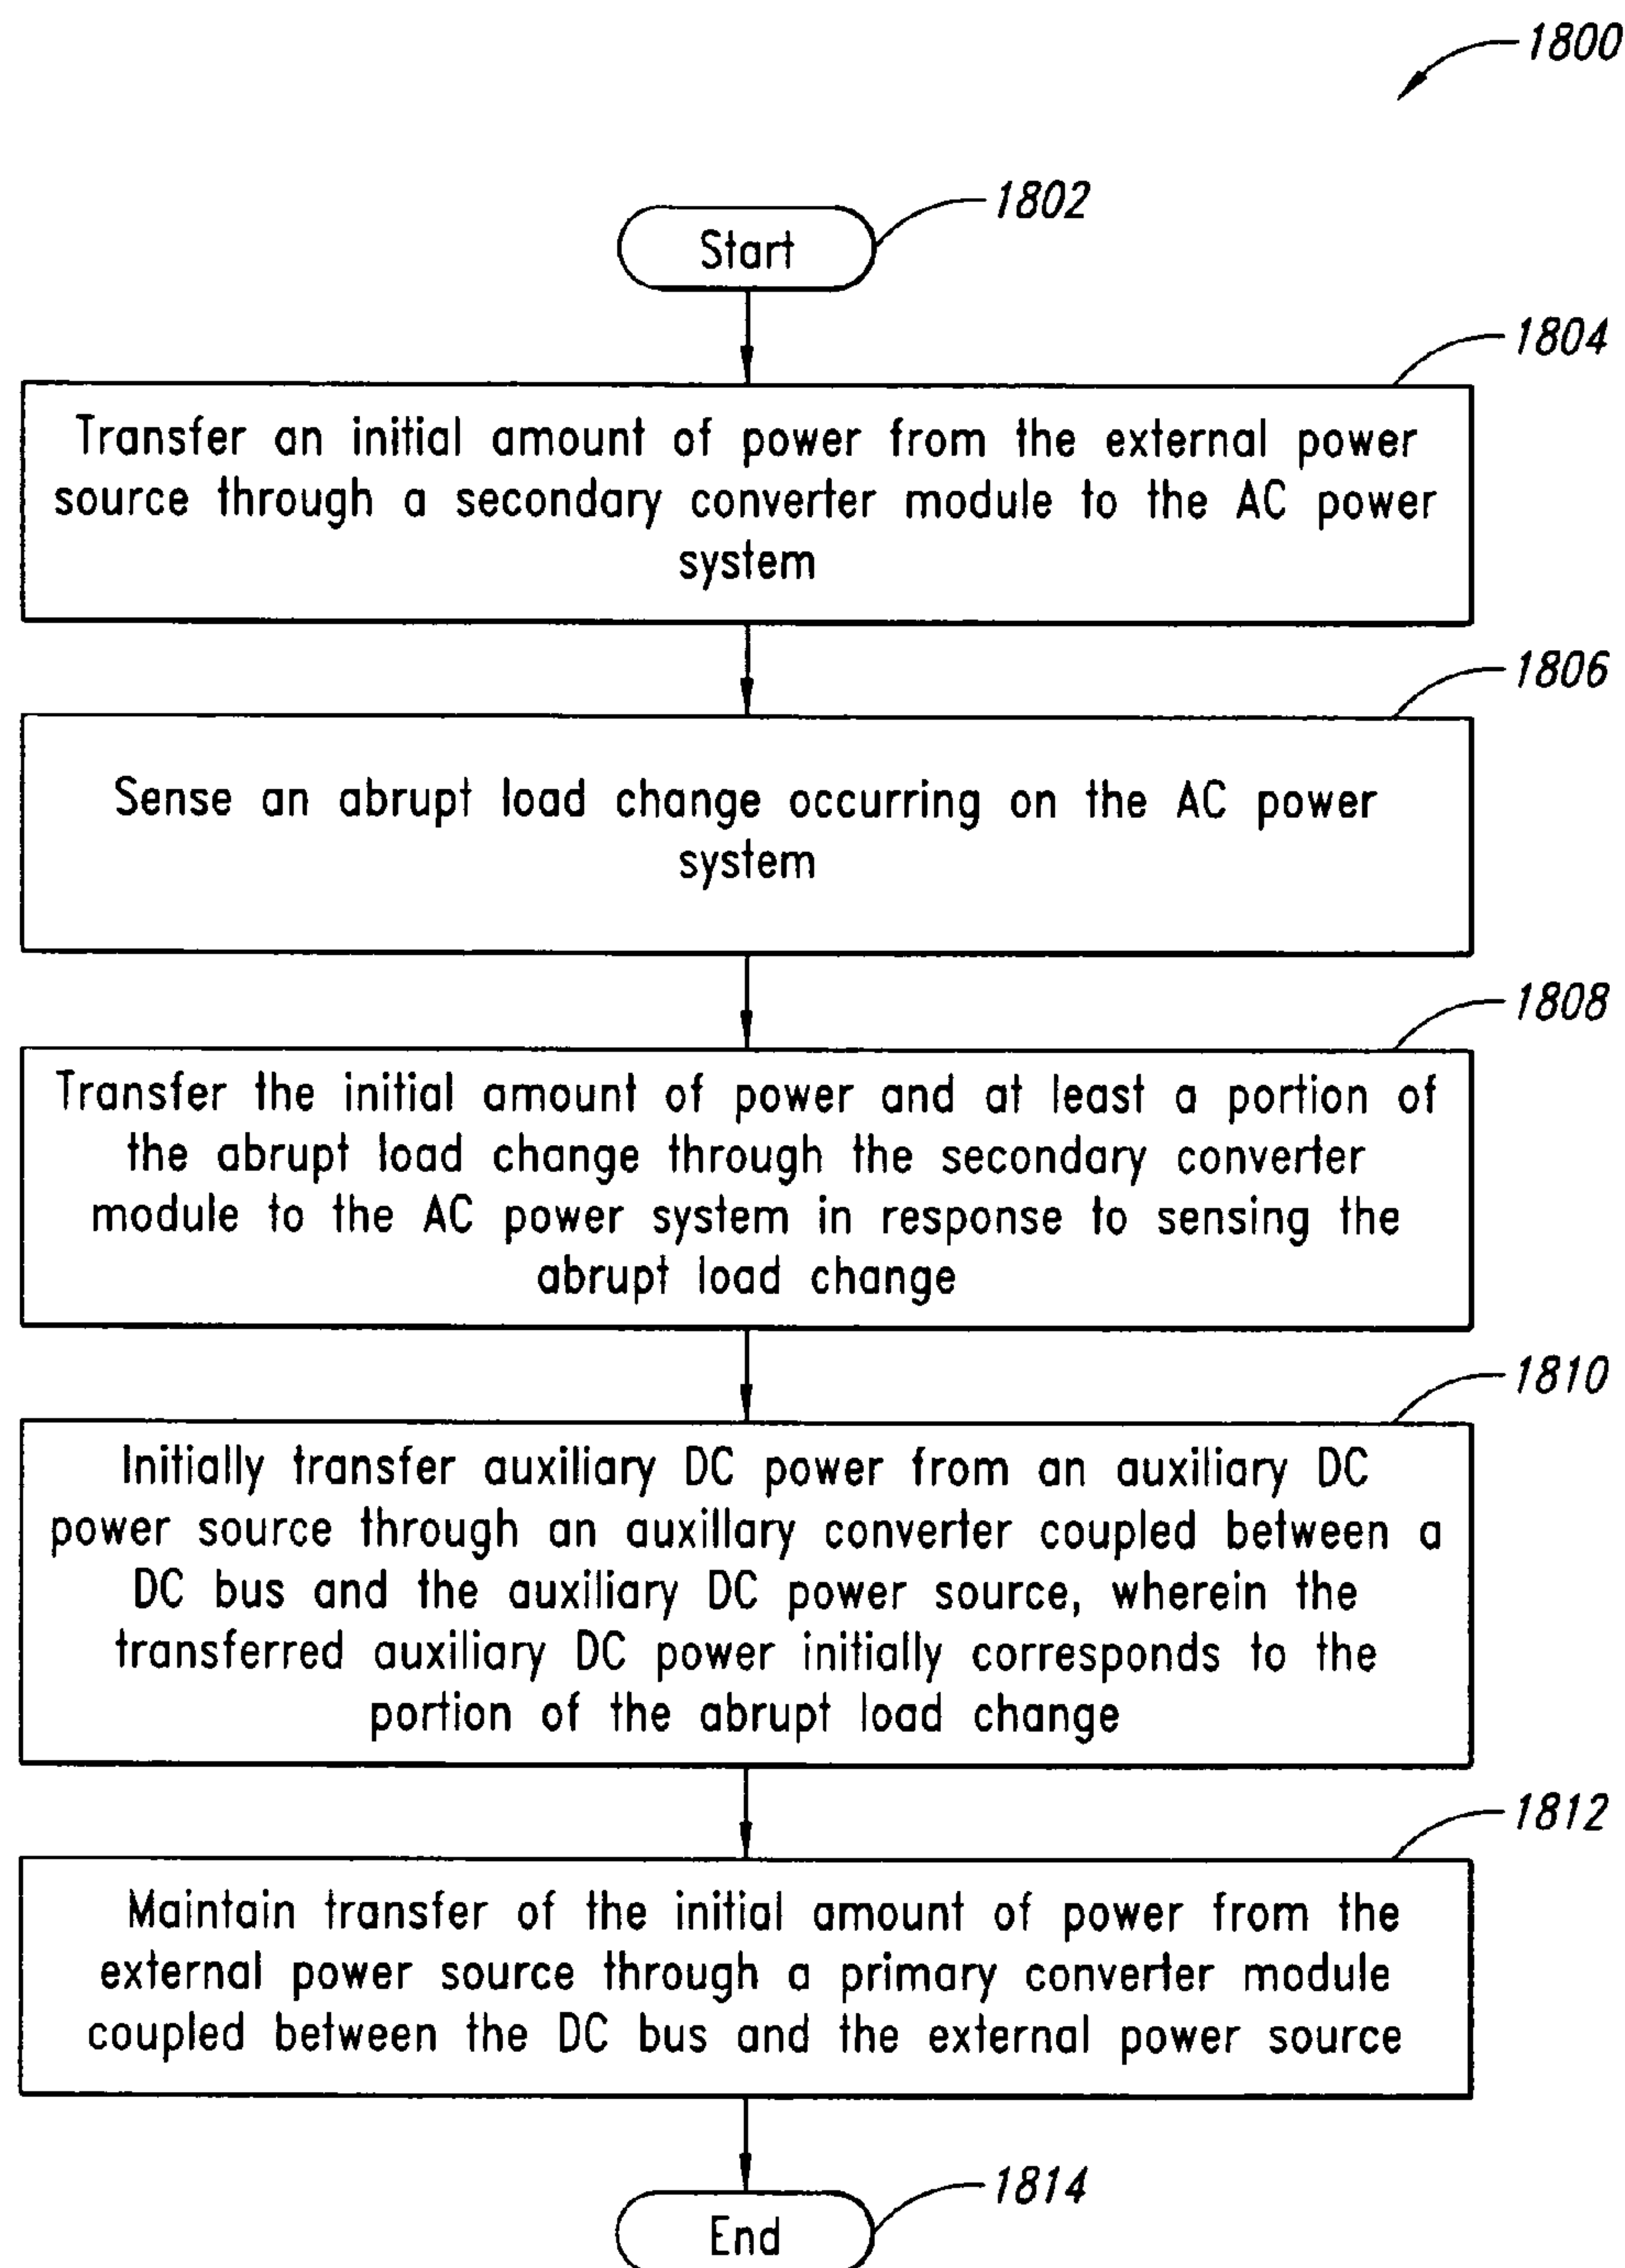 1800
1802
Start
1804
Transfer an initial amount of power from the external power
source through a secondary converter module to the AC power
system
1806
Sense an abrupt load change occurring on the AC power
system
1808
Transfer the initial amount of power and at least a portion of
the abrupt load change through the secondary converter
module to the AC power system in response to sensing the
abrupt load change
1810
Initially transfer auxiliary DC power from an auxiliary DC
power source through an auxillary converter coupled between a
DC bus and the auxiliary DC power source, wherein the
transferred auxiliary DC power initially corresponds to the
portion of the abrupt load change
1812
Maintain transfer of the initial amount of power from the
external power source through a primary converter module
coupled between the DC bus and the external power source
1814
End